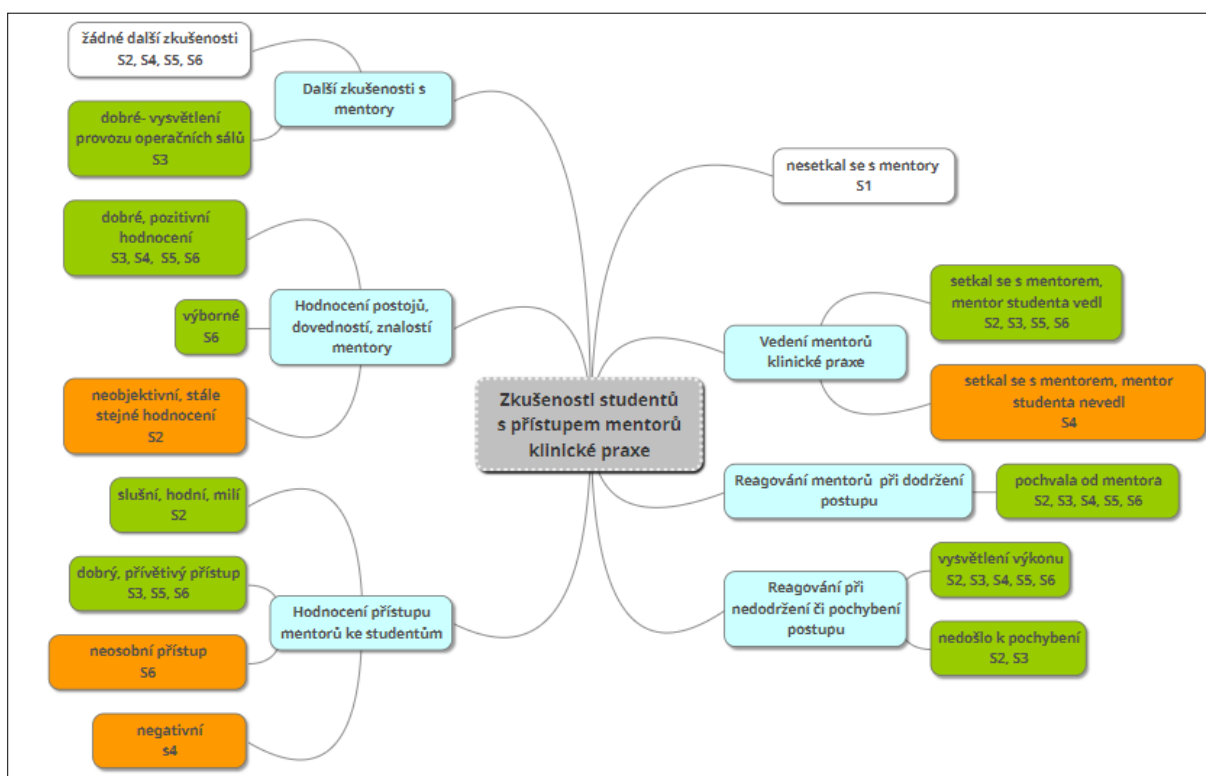 žádné další zkušenosti
S2, S4, S5, S6
Další zkušenosti s
mentory
dobré- vysvětlení
provozu operačních sálů
S3
dobré, pozitivní
hodnocení
S3, S4, S5, S6
Hodnocení postojů,
dovedností, znalostí
mentory
výborné
S6
neobjektivní, stále
stejné hodnocení
S2
slušní, hodní, milí
S2
dobrý, přívětivý přístup
S3, S5, S6
Hodnocení přístupu
mentorů ke studentům
neosobní přístup
S6
negativní
s4
Zkušenosti studentů
s přístupem mentorů
klinické praxe
nesetkal se s mentory
S1
Vedení mentorů
klinické praxe
setkal se s mentorem,
mentor studenta vedl
S2, S3, S5, S6
setkal se s mentorem, mentor
studenta nevedl
S4
Reagování mentorů při dodržení
postupu
pochvala od mentora
S2, S3, S4, S5, S6
Reagování při
nedodržení či pochybení
postupu
vysvětlení výkonu
S2, S3, S4, S5, S6
nedošlo k pochybení
S2, S3